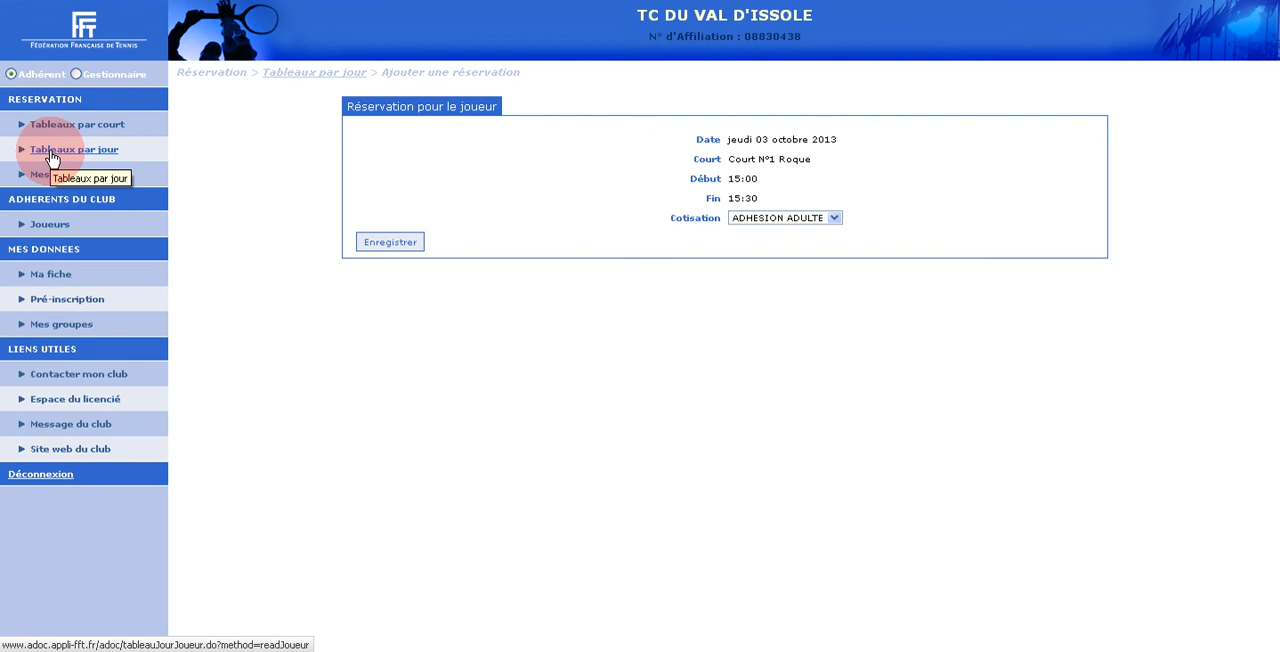 FFT
FÉDÉRATION FRANÇAISE DE TENNIS
TC DU VAL D'ISSOLE
N° d'Affiliation : 08830438
Adhérent Gestionnaire
Réservation > Tableaux par jour > Ajouter une réservation
RESERVATION
Tableaux par court
Tableaux par jour
Mes
Tableaux par jour
ADHERENTS DU CLUB
Joueurs
MES DONNEES
Ma fiche
Pré-inscription
Mes groupes
LIENS UTILES
Contacter mon club
Espace du licencié
Message du club
Site web du club
Déconnexion
Réservation pour le joueur
Date jeudi 03 octobre 2013
Court Court N°1 Roque
Début 15:00
Fin 15:30
Cotisation ADHESION ADULTE
Enregistrer
www.adoc.appli-fft.fr/adoc/tableauJourJoueur.do?method=readJoueur